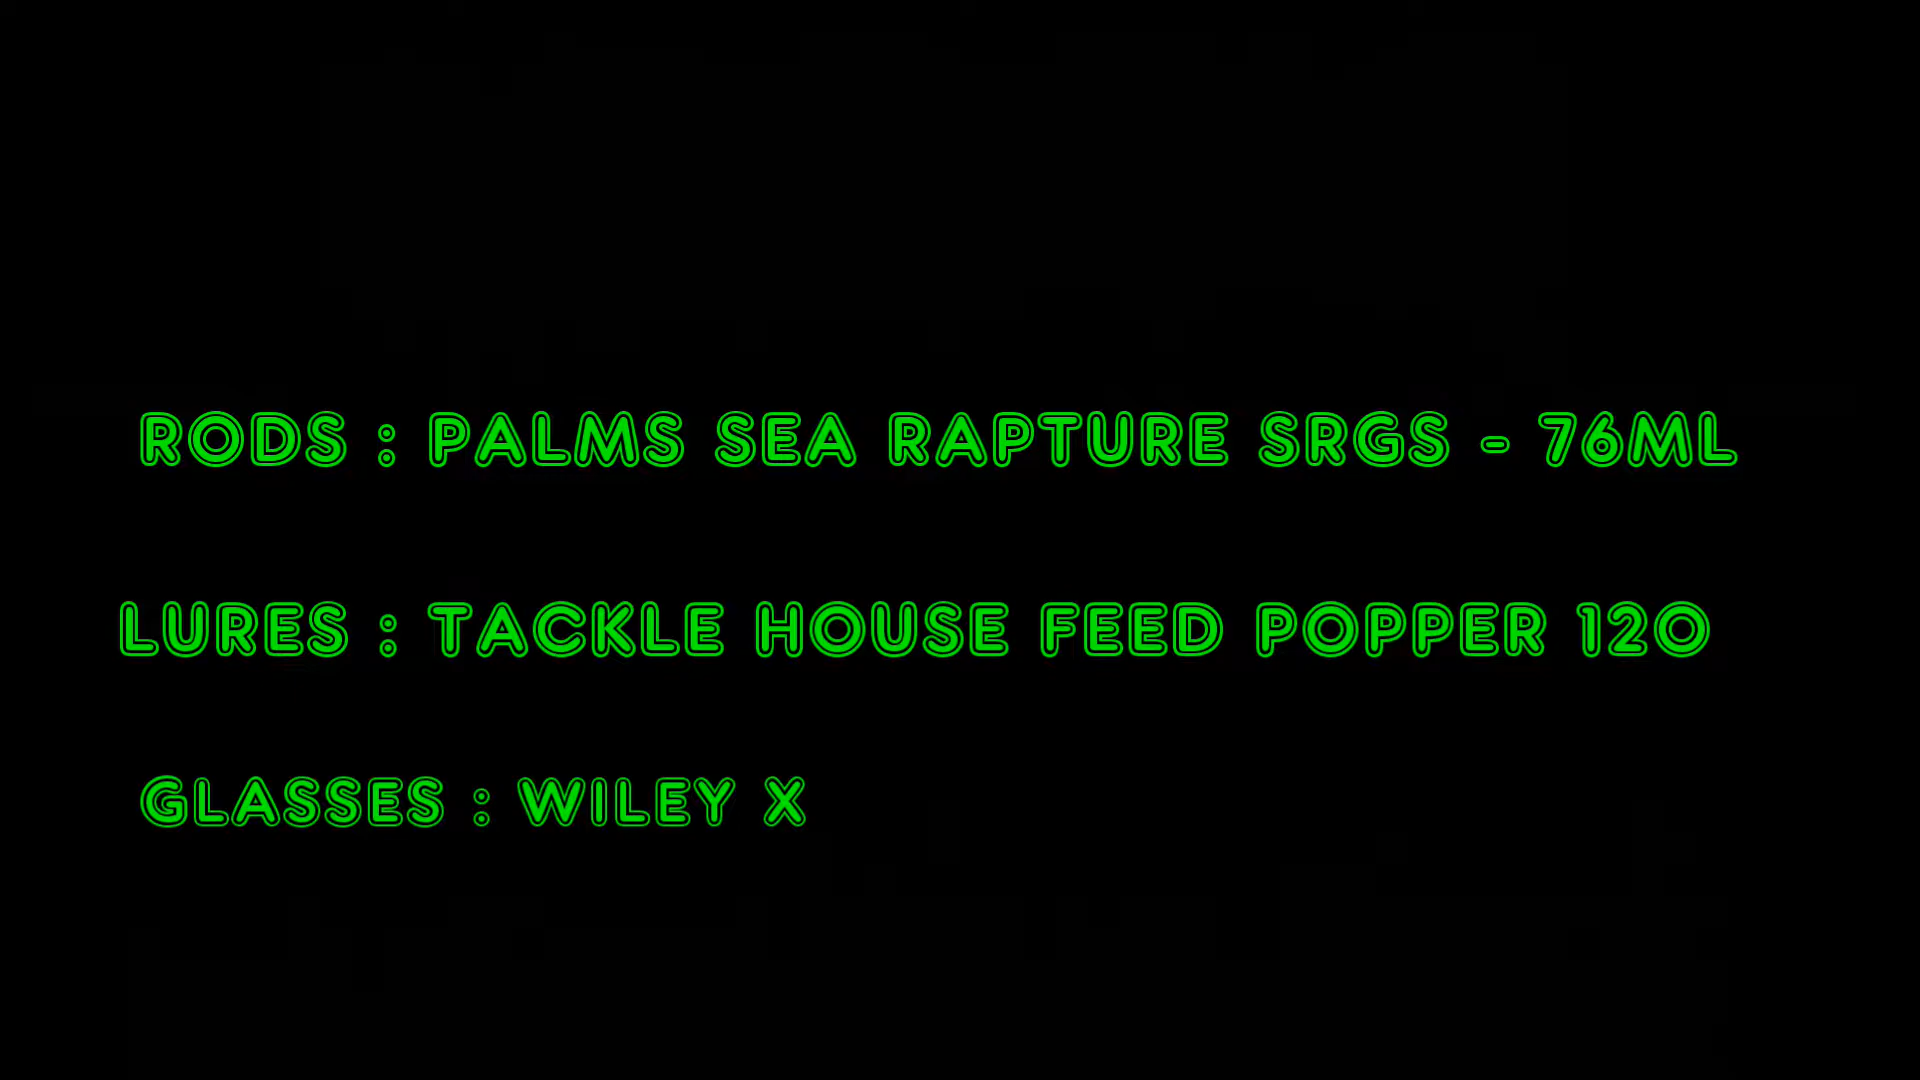 RODS : PALMS SEA RAPTURE SRGS - 76ML
LURES : TACKLE HOUSE FEED POPPER 120
GLASSES : WILEY X